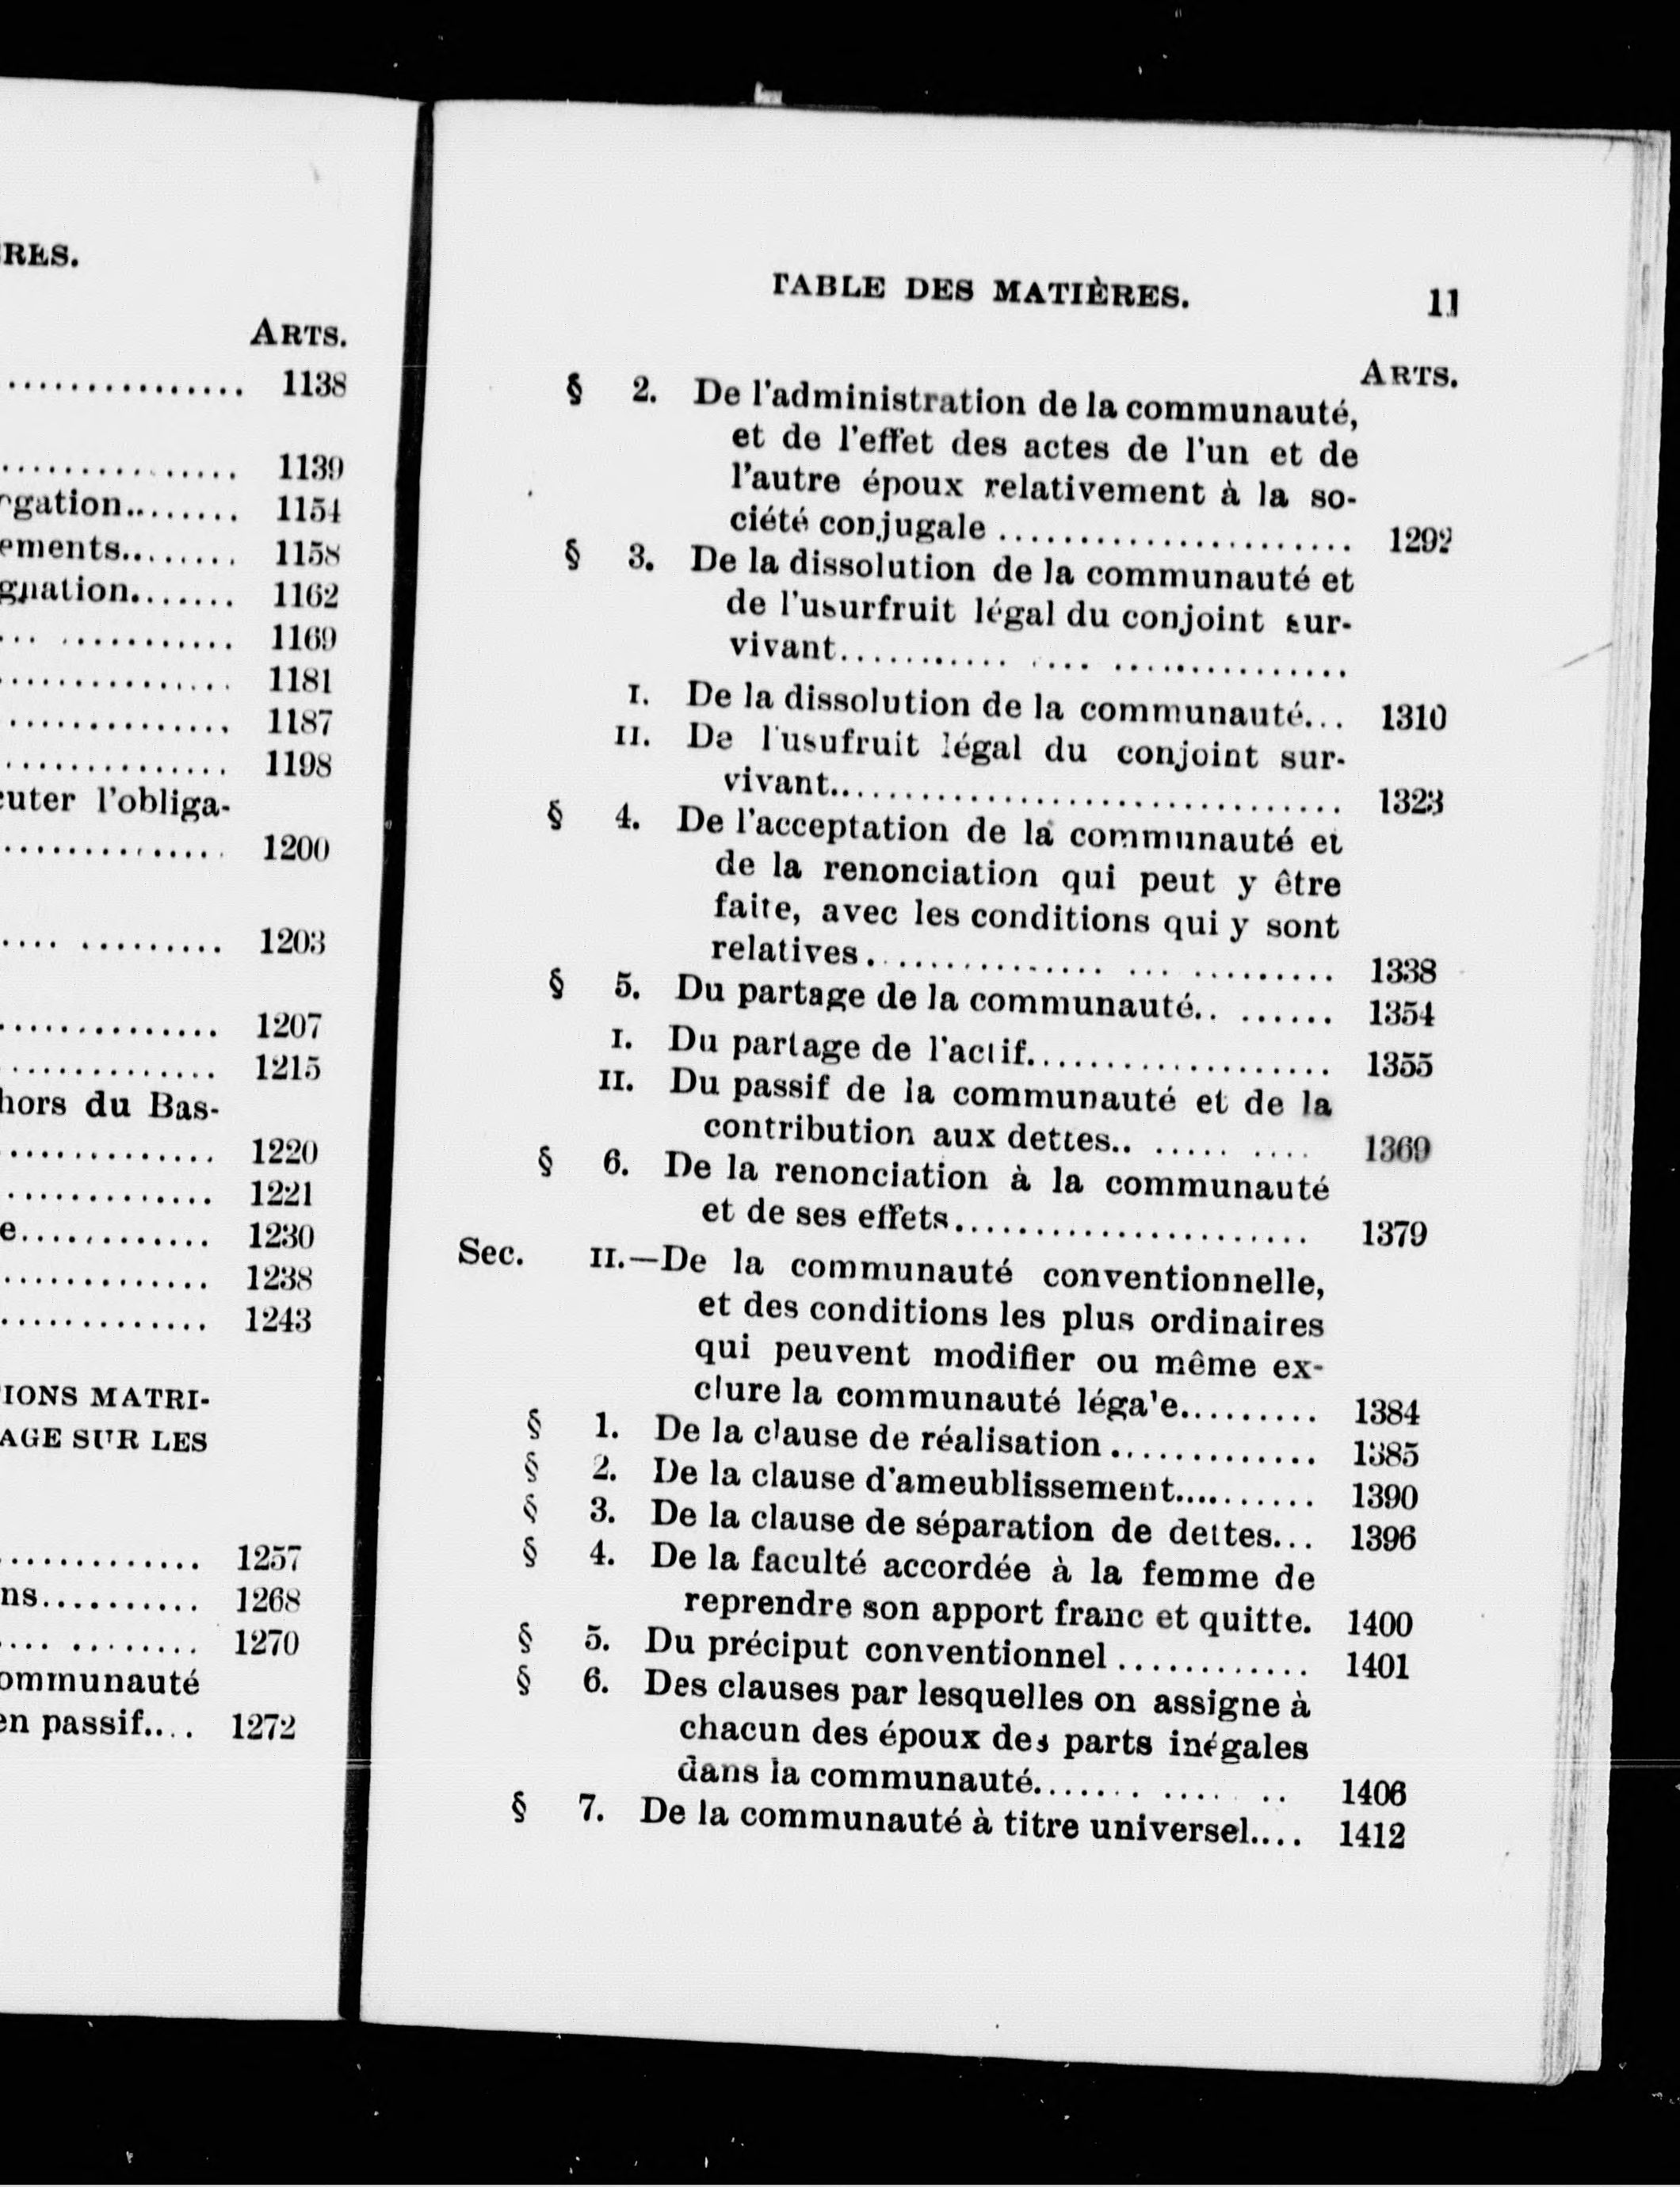 RES.
ARTS.
............... 1138
............... 1139
gation........ 1154
ements........ 1158
gnation....... 1162
... ........... 1169
............... 1181
............... 1187
............... 1198
cuter l'obliga-
............... 1200
.... ......... 1203
............... 1207
............... 1215
hors du Bas-
............... 1220
............... 1221
e............ 1230
............... 1238
............... 1243
IONS MATRI-
AGE SUR LES
............... 1257
ns........... 1268
.... ........ 1270
ommunauté
en passif.... 1272
TABLE DES MATIÈRES. 11
ARTS.
§ 2. De l'administration de la communauté,
et de l'effet des actes de l'un et de
l'autre époux relativement à la so-
ciété conjugale ...................... 1292
§ 3. De la dissolution de la communauté et
de l'usurfruit légal du conjoint sur-
vivant........... .... ...............
I. De la dissolution de la communauté... 1310
II. De l'usufruit légal du conjoint sur-
vivant................................. 1323
§ 4. De l'acceptation de la communauté et
de la renonciation qui peut y être
faite, avec les conditions qui y sont
relatives................ ... ......... 1338
§ 5. Du partage de la communauté.. ...... 1354
I. Du partage de l'actif................... 1355
II. Du passif de la communauté et de la
contribution aux dettes.. ..... .... 1369
§ 6. De la renonciation à la communauté
et de ses effets....................... 1379
Sec. II.—De la communauté conventionnelle,
et des conditions les plus ordinaires
qui peuvent modifier ou même ex-
clure la communauté légale......... 1384
§ 1. De la clause de réalisation ............. 1385
§ 2. De la clause d'ameublissement.......... 1390
§ 3. De la clause de séparation de dettes... 1396
§ 4. De la faculté accordée à la femme de
reprendre son apport franc et quitte. 1400
§ 5. Du préciput conventionnel ............ 1401
§ 6. Des clauses par lesquelles on assigne à
chacun des époux des parts inégales
dans la communauté....... .... .. 1406
§ 7. De la communauté à titre universel.... 1412